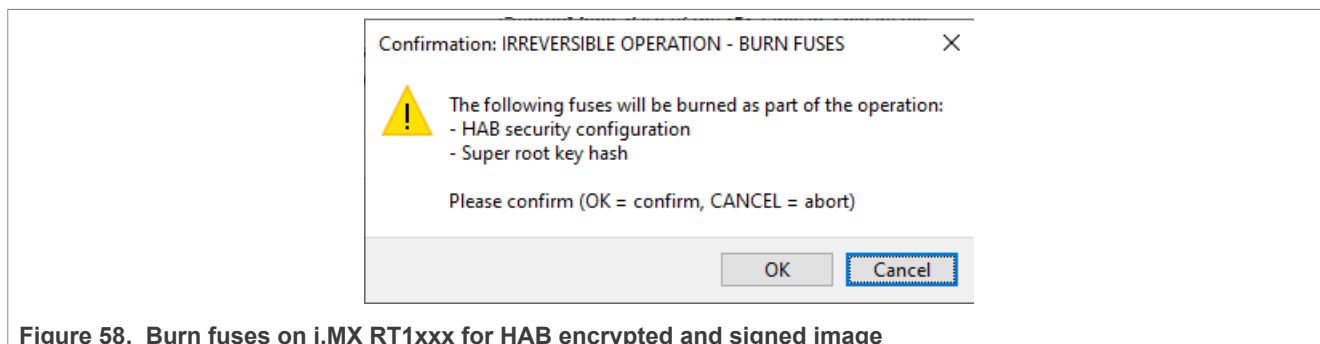 Confirmation: IRREVERSIBLE OPERATION - BURN FUSES
The following fuses will be burned as part of the operation:
- HAB security configuration
- Super root key hash
Please confirm (OK = confirm, CANCEL = abort)
OK
Cancel
Figure 58. Burn fuses on i.MX RT1xxx for HAB encrypted and signed image